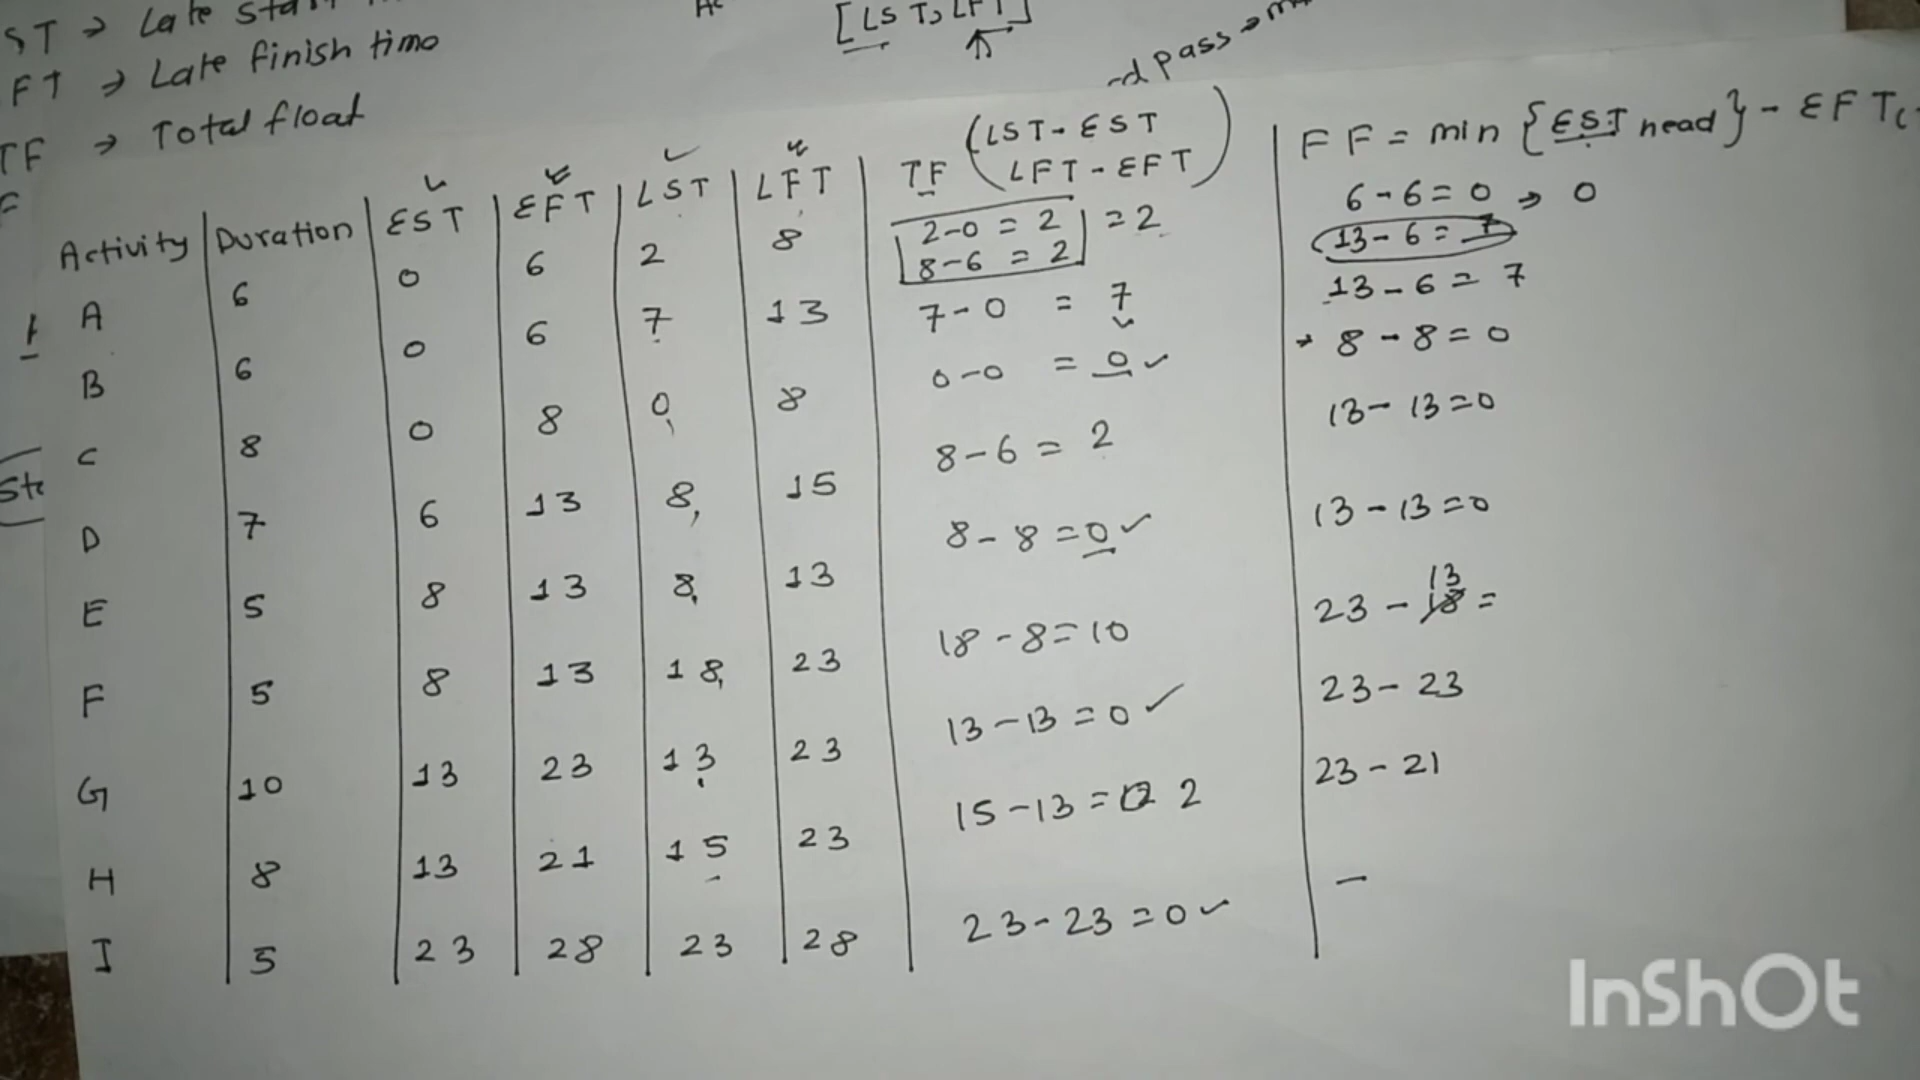 ST → Late start
FT → Late finish time
TF → Total float
[LST, LFT]
d pass →
Activity | Duration | EST | EFT | LST | LFT | TF (LST - EST LFT - EFT) | FF = min {EST head} - EFT
A 6 0 6 2 8 2-0 = 2 8-6 = 2 = 2 6-6=0 → 0 13-6=7
B 6 0 6 7 13 7-0 = 7 13-6=7
C 8 0 8 0 8 0-0 = 0 ✓ 8-8=0
D 7 6 13 8 15 8-6 = 2 13-13=0
E 5 8 13 8 13 8-8=0 ✓ 13-13=0
F 5 8 13 18 23 18-8=10 23-13=
G 10 13 23 13 23 13-13=0 ✓ 23-23
H 8 13 21 15 23 15-13=2 23-21
I 5 23 28 23 28 23-23=0 ✓ -
InShOt